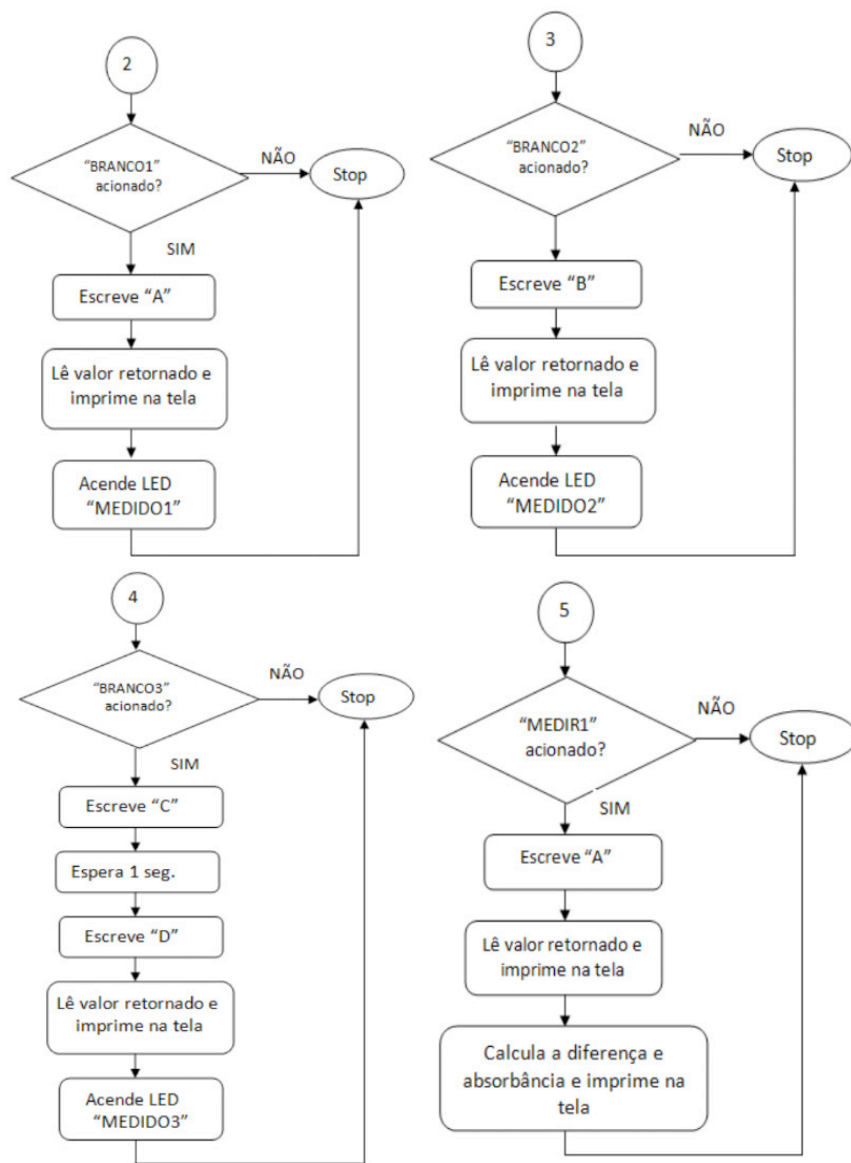 2
"BRANCO1"
acionado?
NÃO
Stop
SIM
Escreve "A"
Lê valor retornado e
imprime na tela
Acende LED
"MEDIDO1"
3
"BRANCO2"
acionado?
NÃO
Stop
Escreve "B"
Lê valor retornado e
imprime na tela
Acende LED
"MEDIDO2"
4
"BRANCO3"
acionado?
NÃO
Stop
SIM
Escreve "C"
Espera 1 seg.
Escreve "D"
Lê valor retornado e
imprime na tela
Acende LED
"MEDIDO3"
5
"MEDIR1"
acionado?
NÃO
Stop
SIM
Escreve "A"
Lê valor retornado e
imprime na tela
Calcula a diferença e
absorbância e imprime na
tela